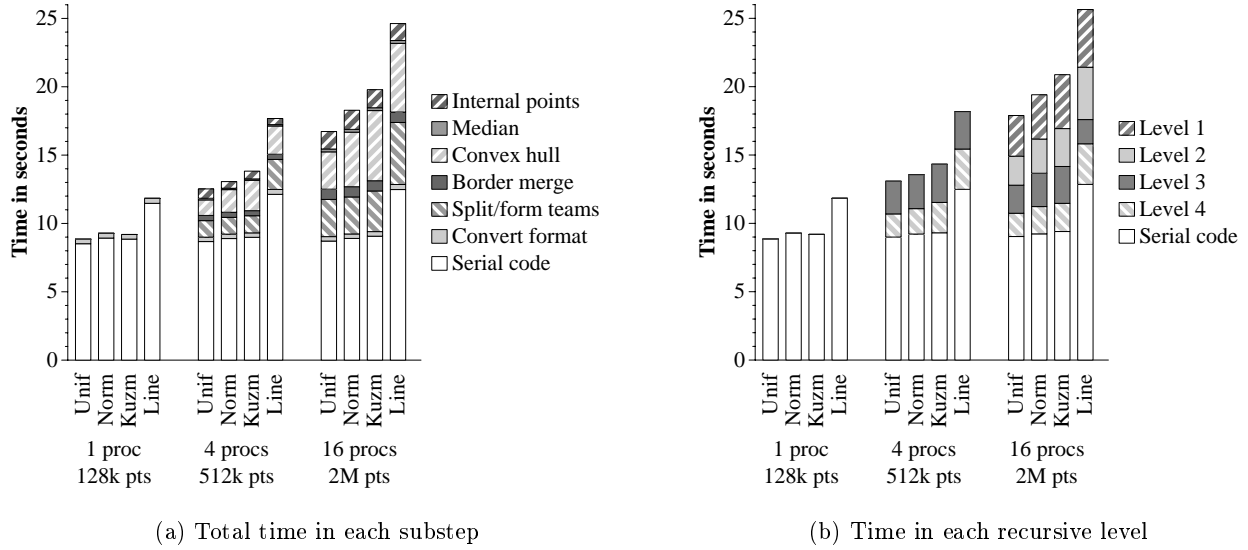 Time in seconds
25
20
15
10
5
0
Unif
Norm
Kuzm
Line
Unif
Norm
Kuzm
Line
Unif
Norm
Kuzm
Line
1 proc
4 procs
16 procs
128k pts
512k pts
2M pts
Internal points
Median
Convex hull
Border merge
Split/form teams
Convert format
Serial code
(a) Total time in each substep
Time in seconds
25
20
15
10
5
0
Unif
Norm
Kuzm
Line
Unif
Norm
Kuzm
Line
Unif
Norm
Kuzm
Line
1 proc
4 procs
16 procs
128k pts
512k pts
2M pts
Level 1
Level 2
Level 3
Level 4
Serial code
(b) Time in each recursive level